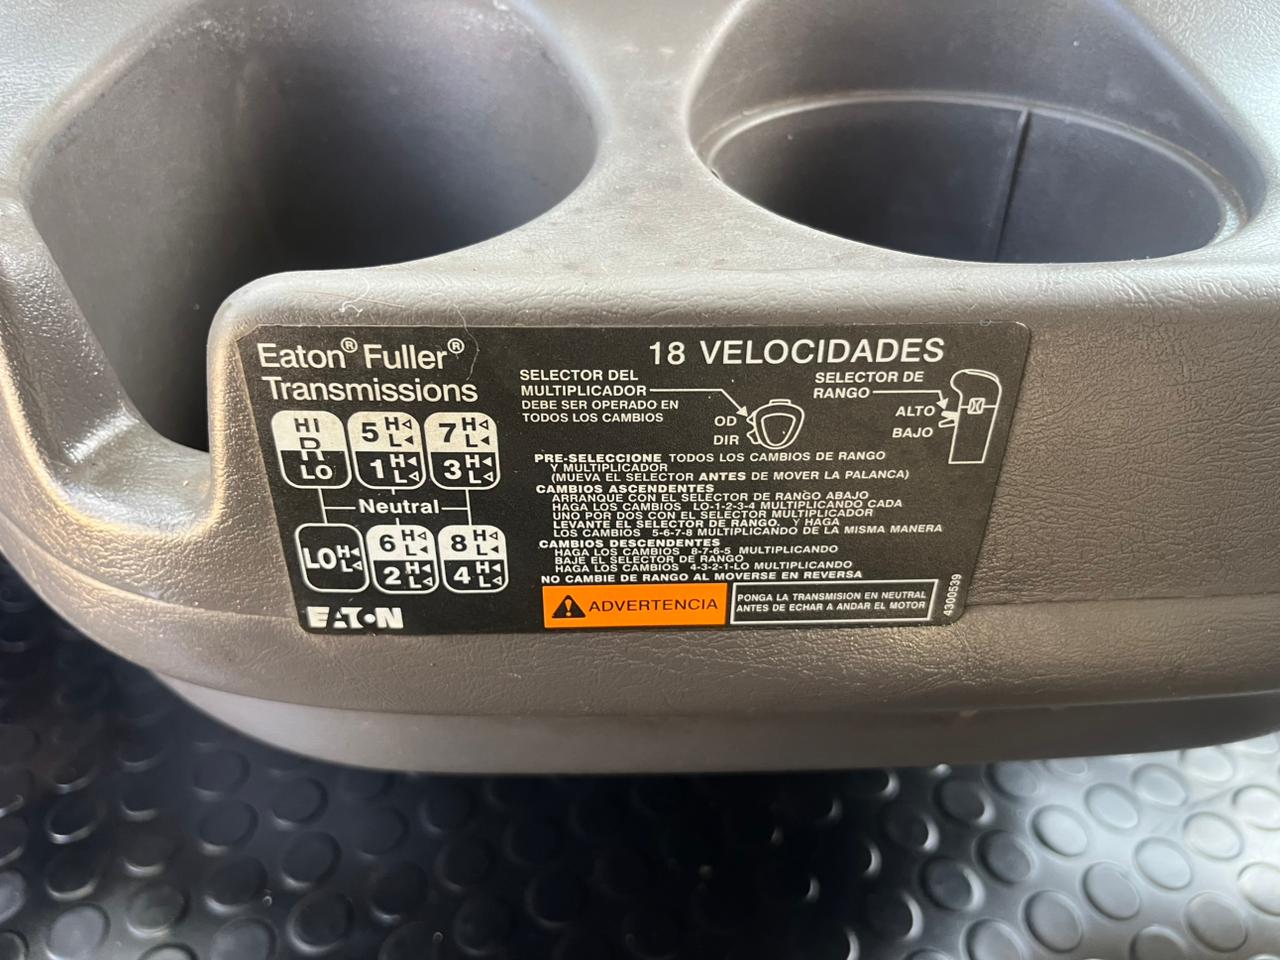 Eaton® Fuller®
Transmissions
18 VELOCIDADES
HI
R
LO
5 H L
1 H L
7 H L
3 H L
Neutral
LO H L
6 H L
2 H L
8 H L
4 H L
EATON
SELECTOR DEL
MULTIPLICADOR
DEBE SER OPERADO EN
TODOS LOS CAMBIOS
OD
DIR
SELECTOR DE
RANGO
ALTO
BAJO
PRE-SELECCIONE TODOS LOS CAMBIOS DE RANGO
Y MULTIPLICADOR
(MUEVA EL SELECTOR ANTES DE MOVER LA PALANCA)
CAMBIOS ASCENDENTES
ARRANQUE CON EL SELECTOR DE RANGO ABAJO
HAGA LOS CAMBIOS LO-1-2-3-4 MULTIPLICANDO CADA
UNO POR DOS CON EL SELECTOR MULTIPLICADOR
LEVANTE EL SELECTOR DE RANGO. Y HAGA
LOS CAMBIOS 5-6-7-8 MULTIPLICANDO DE LA MISMA MANERA
CAMBIOS DESCENDENTES
HAGA LOS CAMBIOS 8-7-6-5 MULTIPLICANDO
BAJE EL SELECTOR DE RANGO
HAGA LOS CAMBIOS 4-3-2-1-LO MULTIPLICANDO
NO CAMBIE DE RANGO AL MOVERSE EN REVERSA
ADVERTENCIA
PONGA LA TRANSMISION EN NEUTRAL
ANTES DE ECHAR A ANDAR EL MOTOR
4300539